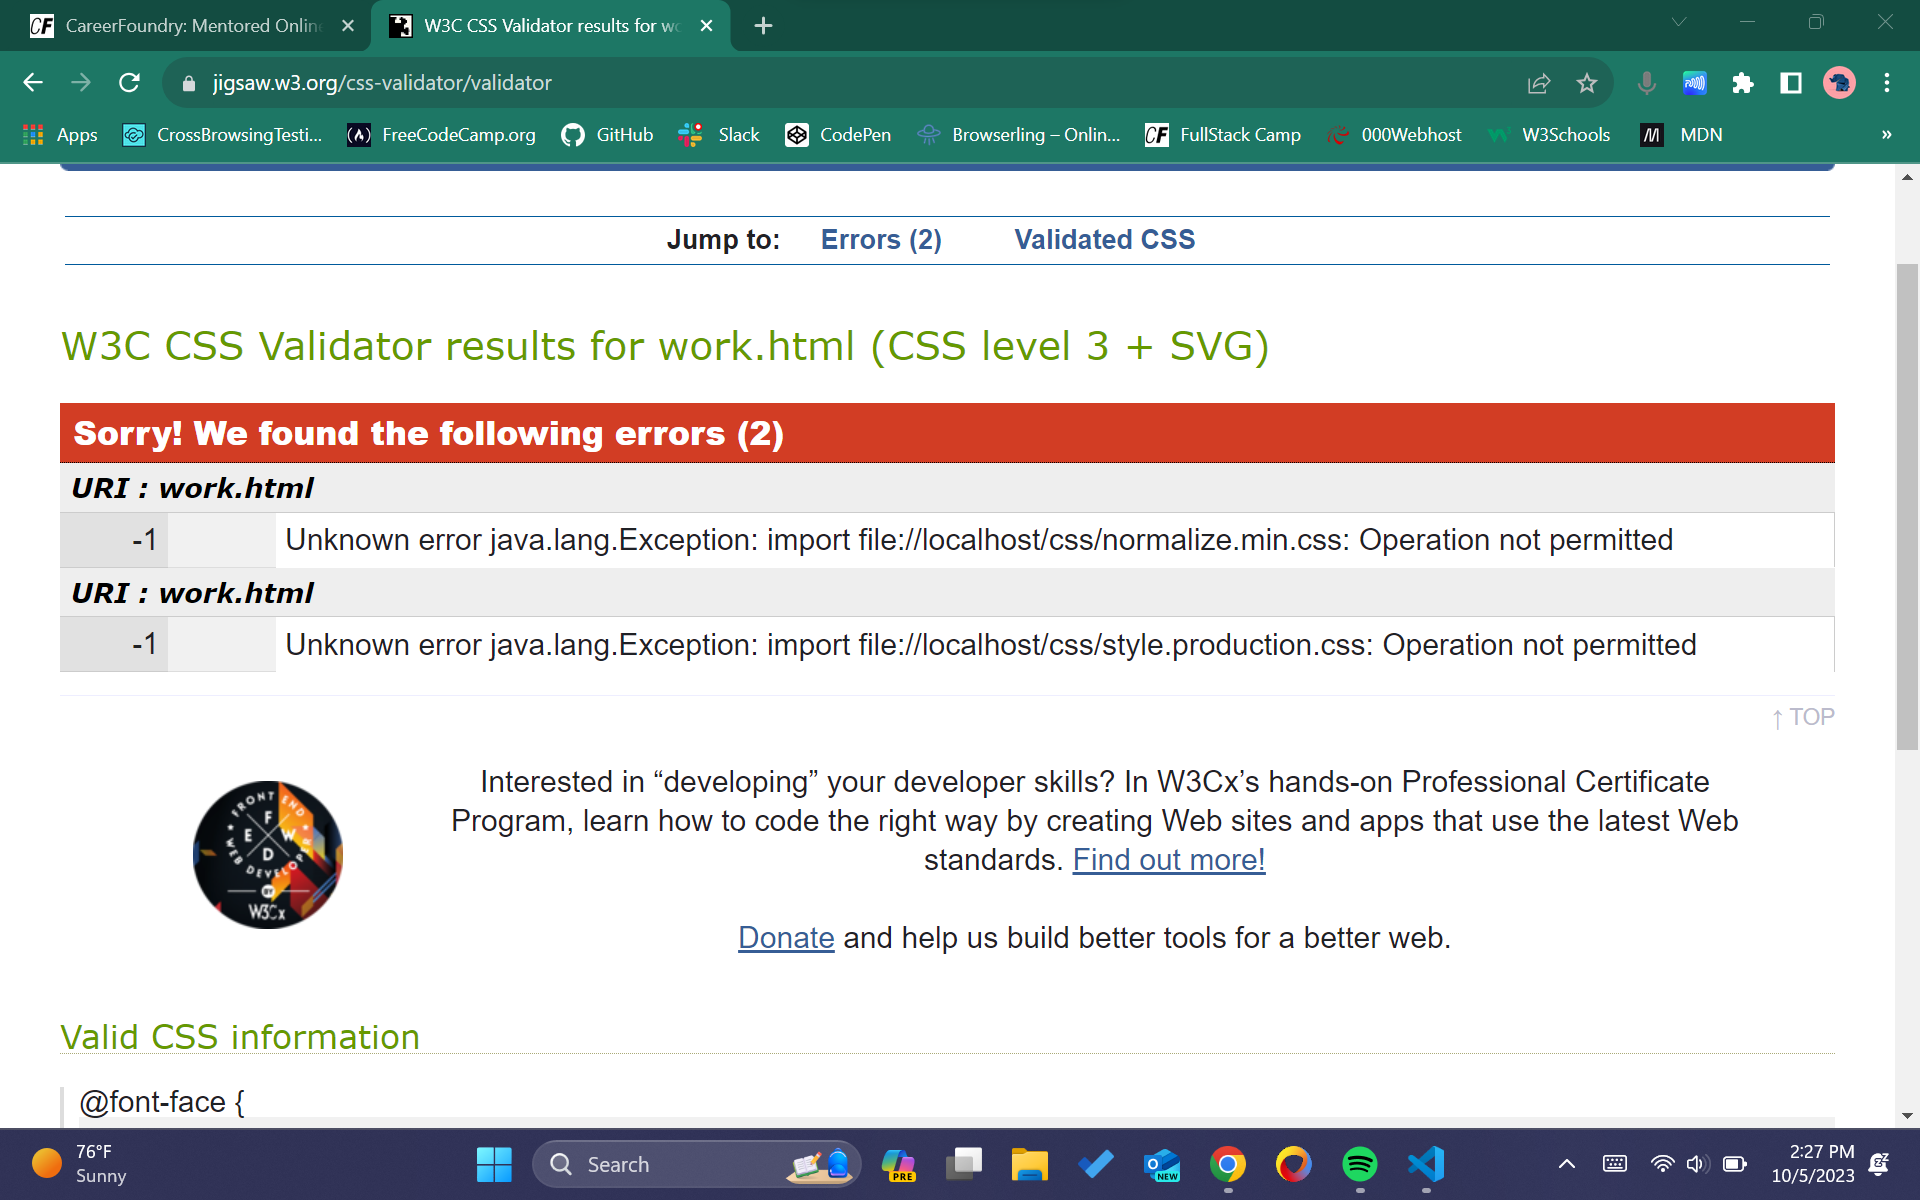 CareerFoundry: Mentored Online
W3C CSS Validator results for wo
jigsaw.w3.org/css-validator/validator
Apps
CrossBrowsingTesti...
FreeCodeCamp.org
GitHub
Slack
CodePen
Browserling – Onlin...
CF
FullStack Camp
000Webhost
W3Schools
MDN
»
Jump to: Errors (2) Validated CSS
W3C CSS Validator results for work.html (CSS level 3 + SVG)
Sorry! We found the following errors (2)
URI : work.html
-1 Unknown error java.lang.Exception: import file://localhost/css/normalize.min.css: Operation not permitted
URI : work.html
-1 Unknown error java.lang.Exception: import file://localhost/css/style.production.css: Operation not permitted
↑ TOP
FRONT END
F
E W
D
WEB DEVELOPER
BY
W3Cx
Interested in “developing” your developer skills? In W3Cx’s hands-on Professional Certificate
Program, learn how to code the right way by creating Web sites and apps that use the latest Web
standards. Find out more!
Donate and help us build better tools for a better web.
Valid CSS information
@font-face {
76°F
Sunny
Search
PRE
NEW
2:27 PM
10/5/2023